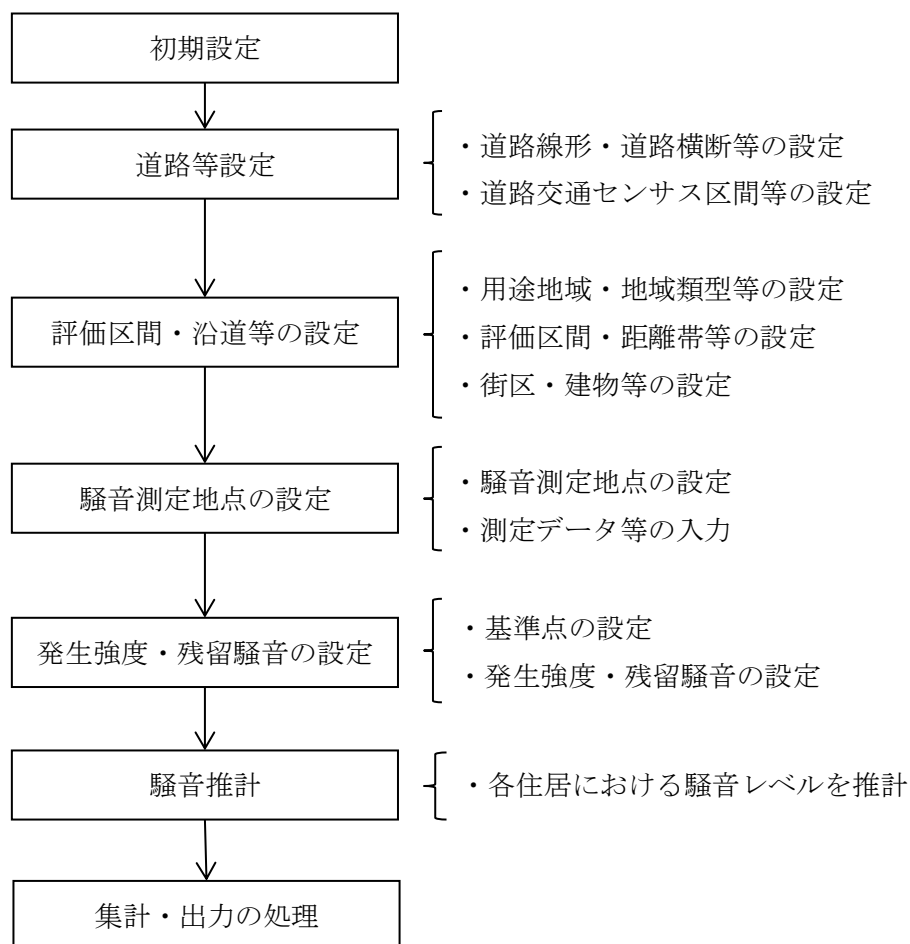 初期設定
道路等設定
・道路線形・道路横断等の設定
・道路交通センサス区間等の設定
評価区間・沿道等の設定
・用途地域・地域類型等の設定
・評価区間・距離帯等の設定
・街区・建物等の設定
騒音測定地点の設定
・騒音測定地点の設定
・測定データ等の入力
発生強度・残留騒音の設定
・基準点の設定
・発生強度・残留騒音の設定
騒音推計
・各住居における騒音レベルを推計
集計・出力の処理